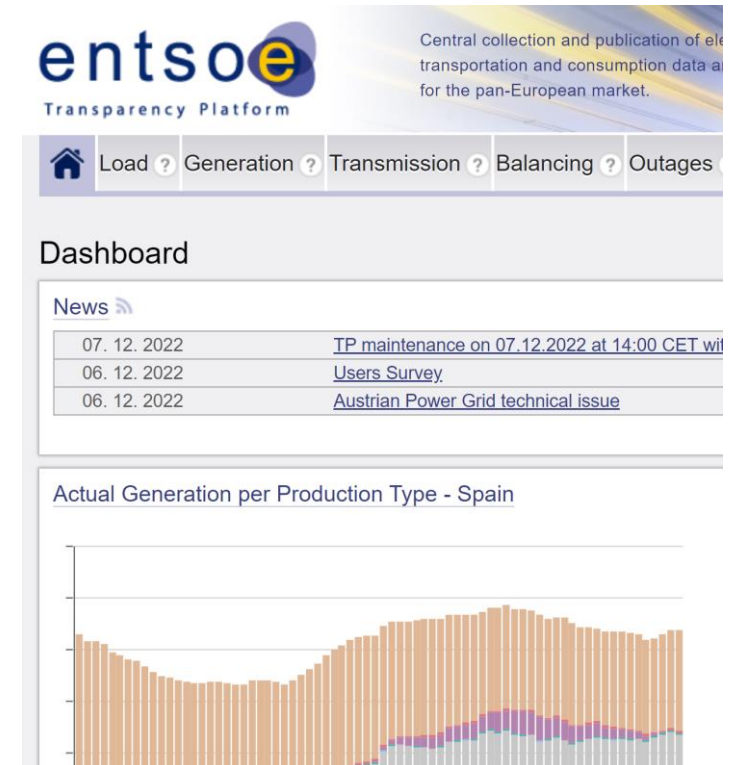 entsoe
Transparency Platform
Central collection and publication of
transportation and consumption data
for the pan-European market.
Load ? Generation ? Transmission ? Balancing ? Outages
Dashboard
News
07. 12. 2022 TP maintenance on 07.12.2022 at 14:00 CET
06. 12. 2022 Users Survey
06. 12. 2022 Austrian Power Grid technical issue
Actual Generation per Production Type - Spain